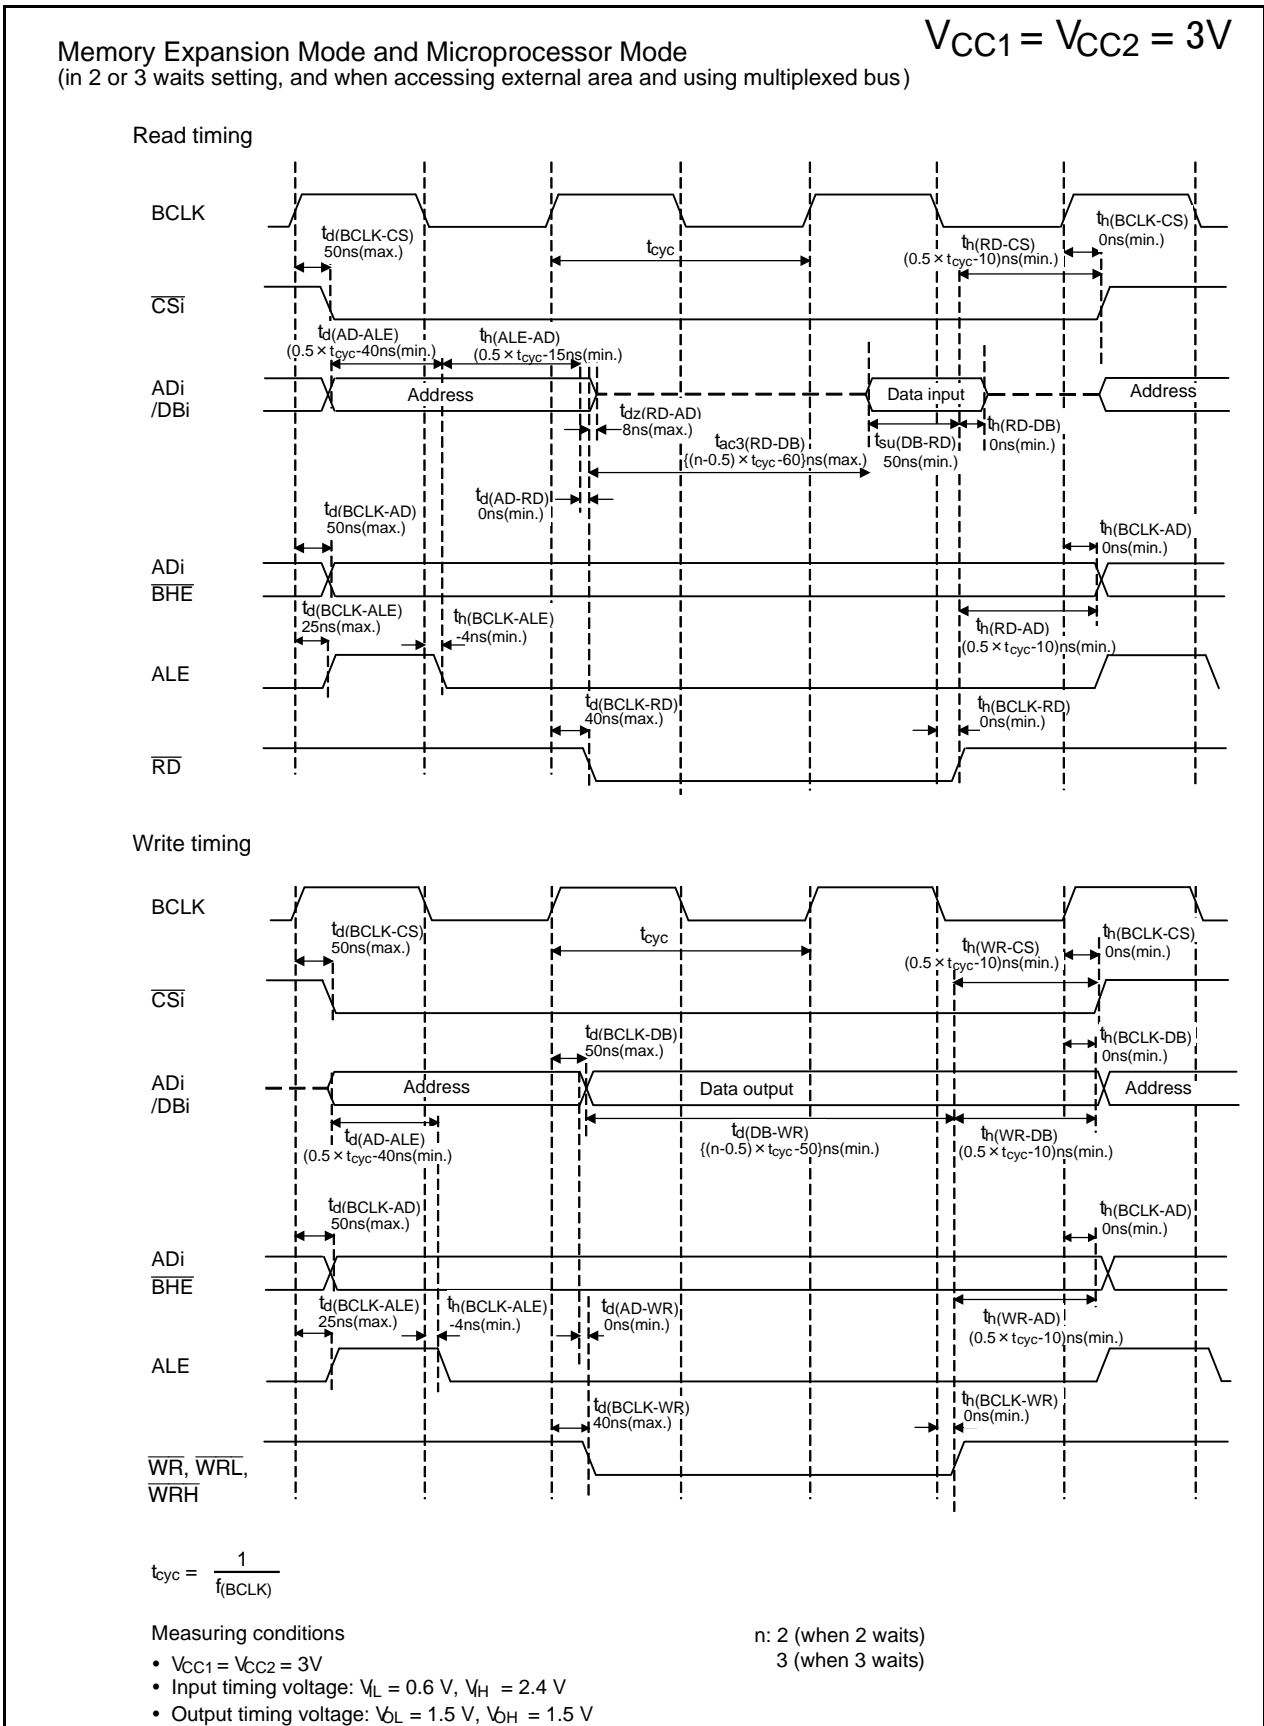 VCC1 = VCC2 = 3V
Memory Expansion Mode and Microprocessor Mode
(in 2 or 3 waits setting, and when accessing external area and using multiplexed bus)
Read timing
BCLK
td(BCLK-CS)
50ns(max.)
tcyc
th(RD-CS)
(0.5 × tcyc-10)ns(min.)
th(BCLK-CS)
0ns(min.)
CSi
td(AD-ALE)
(0.5 × tcyc-40ns(min.)
th(ALE-AD)
(0.5 × tcyc-15ns(min.)
ADi
/DBi
Address
Data input
Address
tdz(RD-AD)
8ns(max.)
tac3(RD-DB)
{(n-0.5) × tcyc-60}ns(max.)
tsu(DB-RD)
50ns(min.)
th(RD-DB)
0ns(min.)
td(AD-RD)
0ns(min.)
td(BCLK-AD)
50ns(max.)
th(BCLK-AD)
0ns(min.)
ADi
BHE
td(BCLK-ALE)
25ns(max.)
th(BCLK-ALE)
-4ns(min.)
th(RD-AD)
(0.5 × tcyc-10)ns(min.)
ALE
td(BCLK-RD)
40ns(max.)
th(BCLK-RD)
0ns(min.)
RD
Write timing
BCLK
td(BCLK-CS)
50ns(max.)
tcyc
th(WR-CS)
(0.5 × tcyc-10)ns(min.)
th(BCLK-CS)
0ns(min.)
CSi
td(BCLK-DB)
50ns(max.)
th(BCLK-DB)
0ns(min.)
ADi
/DBi
Address
Data output
Address
td(AD-ALE)
(0.5 × tcyc-40ns(min.)
td(DB-WR)
{(n-0.5) × tcyc-50}ns(min.)
th(WR-DB)
(0.5 × tcyc-10)ns(min.)
td(BCLK-AD)
50ns(max.)
th(BCLK-AD)
0ns(min.)
ADi
BHE
td(BCLK-ALE)
25ns(max.)
th(BCLK-ALE)
-4ns(min.)
td(AD-WR)
0ns(min.)
th(WR-AD)
(0.5 × tcyc-10)ns(min.)
ALE
td(BCLK-WR)
40ns(max.)
th(BCLK-WR)
0ns(min.)
WR, WRL,
WRH
tcyc = 1
f(BCLK)
Measuring conditions
• VCC1 = VCC2 = 3V
• Input timing voltage: VIL = 0.6 V, VIH = 2.4 V
• Output timing voltage: VOL = 1.5 V, VOH = 1.5 V
n: 2 (when 2 waits)
3 (when 3 waits)